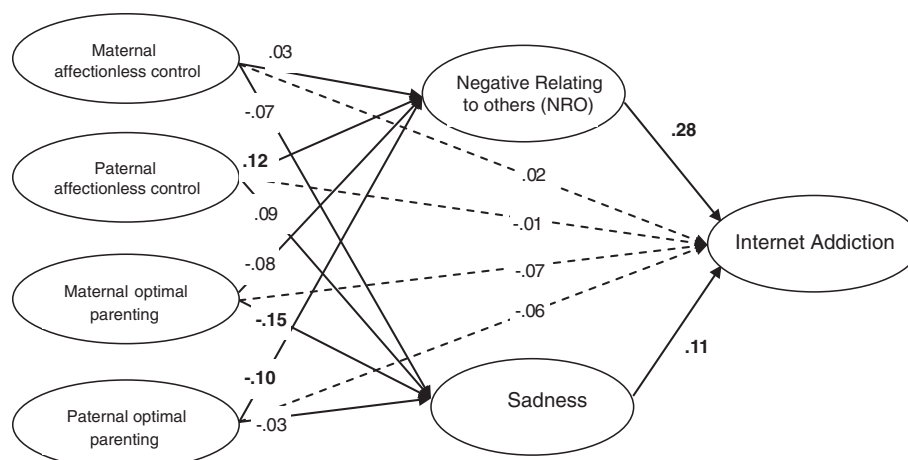 Maternal
affectionless control
Paternal
affectionless control
Maternal optimal
parenting
Paternal optimal
parenting
.03
-.07
.12
.09
-.08
-.15
-.10
-.03
Negative Relating
to others (NRO)
Sadness
.02
-.01
-.07
-.06
.28
.11
Internet Addiction